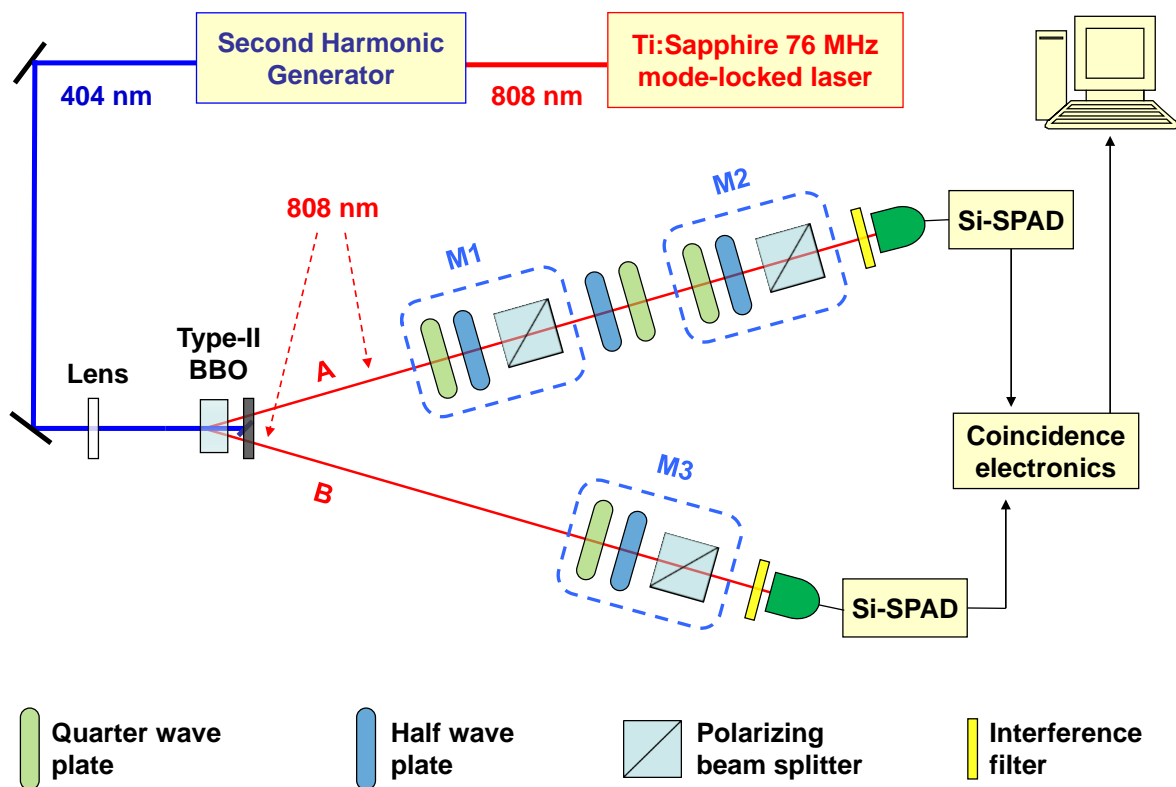 Second Harmonic
Generator
Ti:Sapphire 76 MHz
mode-locked laser
404 nm
808 nm
808 nm
M1
M2
Si-SPAD
Type-II
BBO
Lens
A
B
M3
Coincidence
electronics
Si-SPAD
Quarter wave
plate
Half wave
plate
Polarizing
beam splitter
Interference
filter